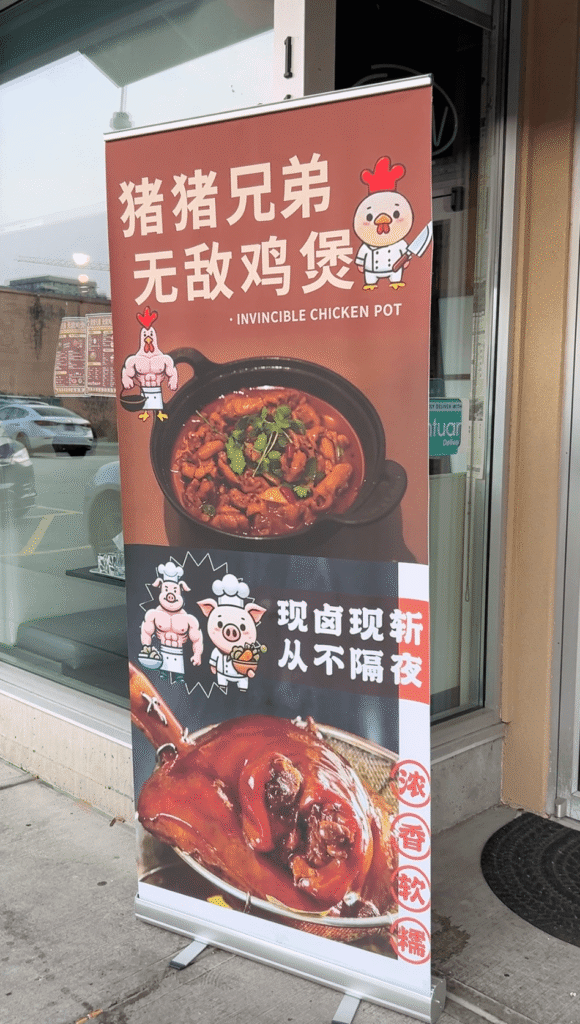 猪猪兄弟
无敌鸡煲
· INVINCIBLE CHICKEN POT
现卤现斩
从不隔夜
浓
香
软
糯